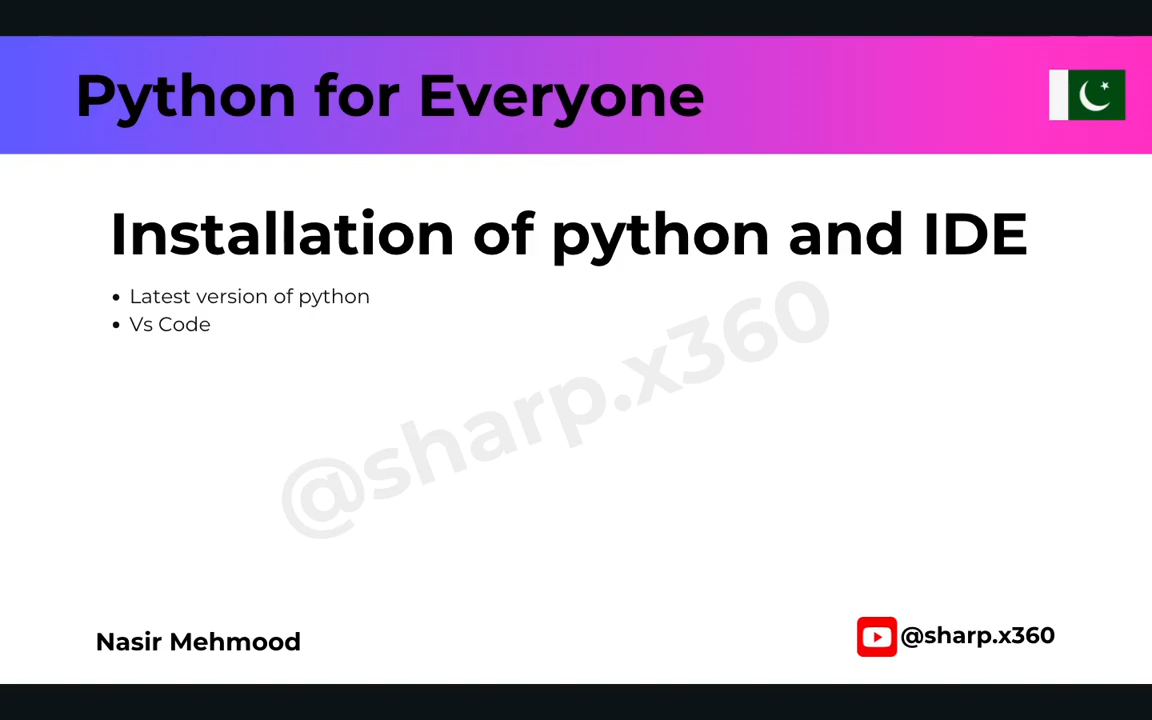 Python for Everyone
Installation of python and IDE
• Latest version of python
• Vs Code
@sharp.x360
Nasir Mehmood
@sharp.x360